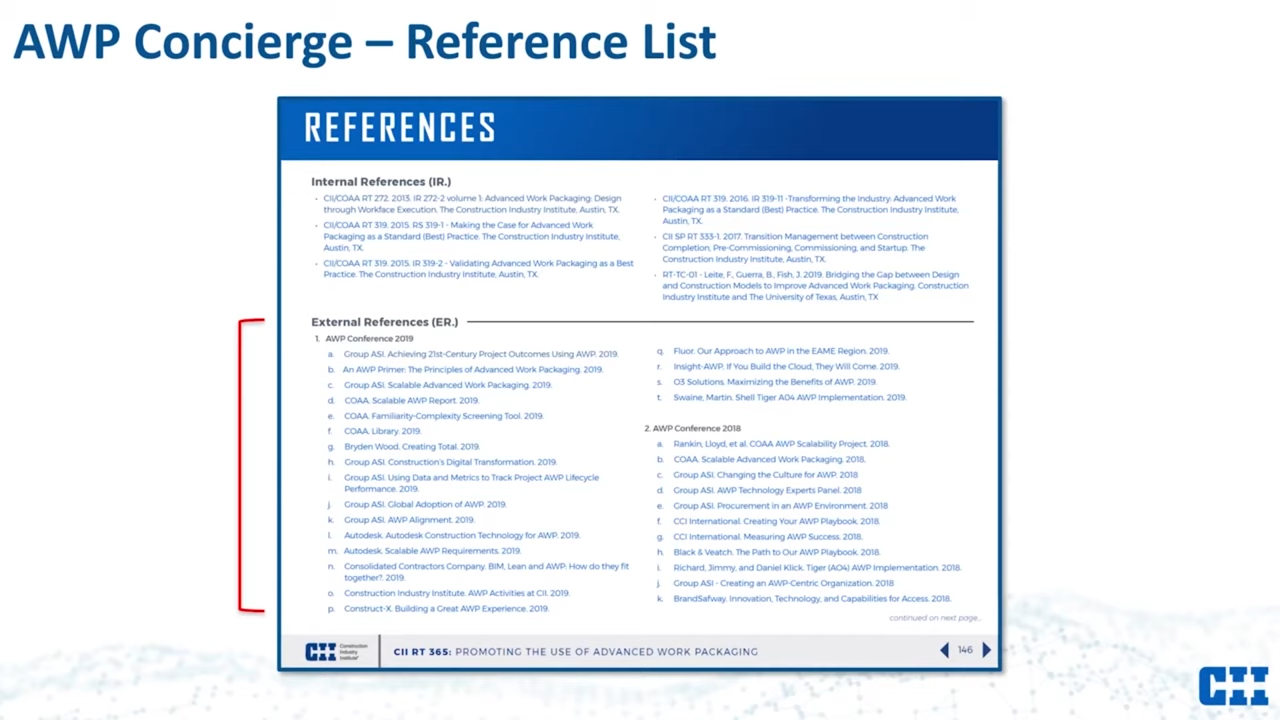 AWP Concierge – Reference List
REFERENCES
Internal References (IR.)
• CII/COAA RT 272. 2013. IR 272-2 volume 1: Advanced Work Packaging: Design
through Workface Execution. The Construction Industry Institute, Austin, TX.
• CII/COAA RT 319. 2015. RS 319-1 - Making the Case for Advanced Work
Packaging as a Standard (Best) Practice. The Construction Industry Institute,
Austin, TX.
• CII/COAA RT 319. 2015. IR 319-2 - Validating Advanced Work Packaging as a Best
Practice. The Construction Industry Institute, Austin, TX.
• CII/COAA RT 319. 2016. IR 319-11 -Transforming the Industry: Advanced Work
Packaging as a Standard (Best) Practice. The Construction Industry Institute,
Austin, TX.
• CII SP RT 333-1. 2017. Transition Management between Construction
Completion, Pre-Commissioning, Commissioning, and Startup. The
Construction Industry Institute, Austin, TX.
• RT-TC-01 - Leite, F., Guerra, B., Fish, J. 2019. Bridging the Gap between Design
and Construction Models to Improve Advanced Work Packaging. Construction
Industry Institute and The University of Texas, Austin, TX
External References (ER.)
1. AWP Conference 2019
a. Group ASI. Achieving 21st-Century Project Outcomes Using AWP. 2019.
b. An AWP Primer: The Principles of Advanced Work Packaging. 2019.
c. Group ASI. Scalable Advanced Work Packaging. 2019.
d. COAA. Scalable AWP Report. 2019.
e. COAA. Familiarity-Complexity Screening Tool. 2019.
f. COAA. Library. 2019.
g. Bryden Wood. Creating Total. 2019.
h. Group ASI. Construction's Digital Transformation. 2019.
i. Group ASI. Using Data and Metrics to Track Project AWP Lifecycle
Performance. 2019.
j. Group ASI. Global Adoption of AWP. 2019.
k. Group ASI. AWP Alignment. 2019.
l. Autodesk. Autodesk Construction Technology for AWP. 2019.
m. Autodesk. Scalable AWP Requirements. 2019.
n. Consolidated Contractors Company. BIM, Lean and AWP: How do they fit
together?. 2019.
o. Construction Industry Institute. AWP Activities at CII. 2019.
p. Construct-X. Building a Great AWP Experience. 2019.
q. Fluor. Our Approach to AWP in the EAME Region. 2019.
r. Insight-AWP. If You Build the Cloud, They Will Come. 2019.
s. O3 Solutions. Maximizing the Benefits of AWP. 2019.
t. Swaine, Martin. Shell Tiger A04 AWP Implementation. 2019.
2. AWP Conference 2018
a. Rankin, Lloyd, et al. COAA AWP Scalability Project. 2018.
b. COAA. Scalable Advanced Work Packaging. 2018.
c. Group ASI. Changing the Culture for AWP. 2018
d. Group ASI. AWP Technology Experts Panel. 2018
e. Group ASI. Procurement in an AWP Environment. 2018
f. CCI International. Creating Your AWP Playbook. 2018.
g. CCI International. Measuring AWP Success. 2018.
h. Black & Veatch. The Path to Our AWP Playbook. 2018.
i. Richard, Jimmy, and Daniel Klick. Tiger (AO4) AWP Implementation. 2018.
j. Group ASI - Creating an AWP-Centric Organization. 2018
k. BrandSafway. Innovation, Technology, and Capabilities for Access. 2018.
continued on next page...
CII Construction
Industry
Institute®
CII RT 365: PROMOTING THE USE OF ADVANCED WORK PACKAGING
146
CII